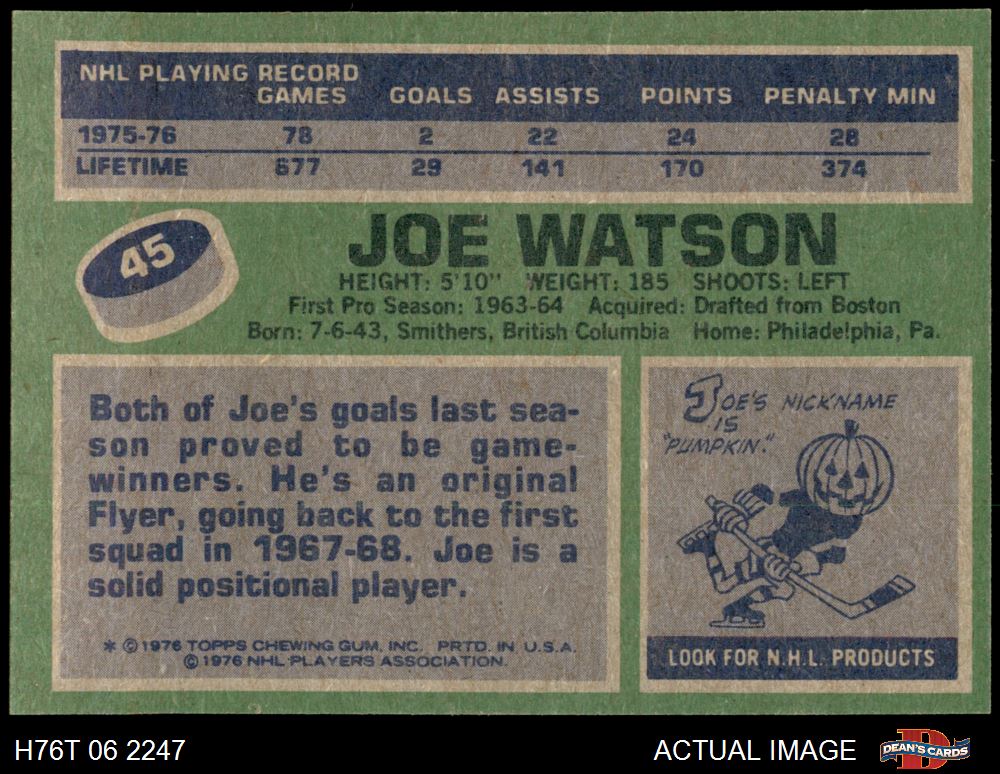 NHL PLAYING RECORD
GAMES GOALS ASSISTS POINTS PENALTY MIN
1975-76 78 2 22 24 28
LIFETIME 677 29 141 170 374
45
JOE WATSON
HEIGHT: 5'10" WEIGHT: 185 SHOOTS: LEFT
First Pro Season: 1963-64 Acquired: Drafted from Boston
Born: 7-6-43, Smithers, British Columbia Home: Philadelphia, Pa.
Both of Joe's goals last sea-
son proved to be game-
winners. He's an original
Flyer, going back to the first
squad in 1967-68. Joe is a
solid positional player.
* © 1976 TOPPS CHEWING GUM, INC. PRTD. IN U.S.A.
© 1976 NHL PLAYERS ASSOCIATION.
JOE'S NICKNAME
IS
"PUMPKIN."
LOOK FOR N.H.L. PRODUCTS
H76T 06 2247 ACTUAL IMAGE DEAN'S CARDS